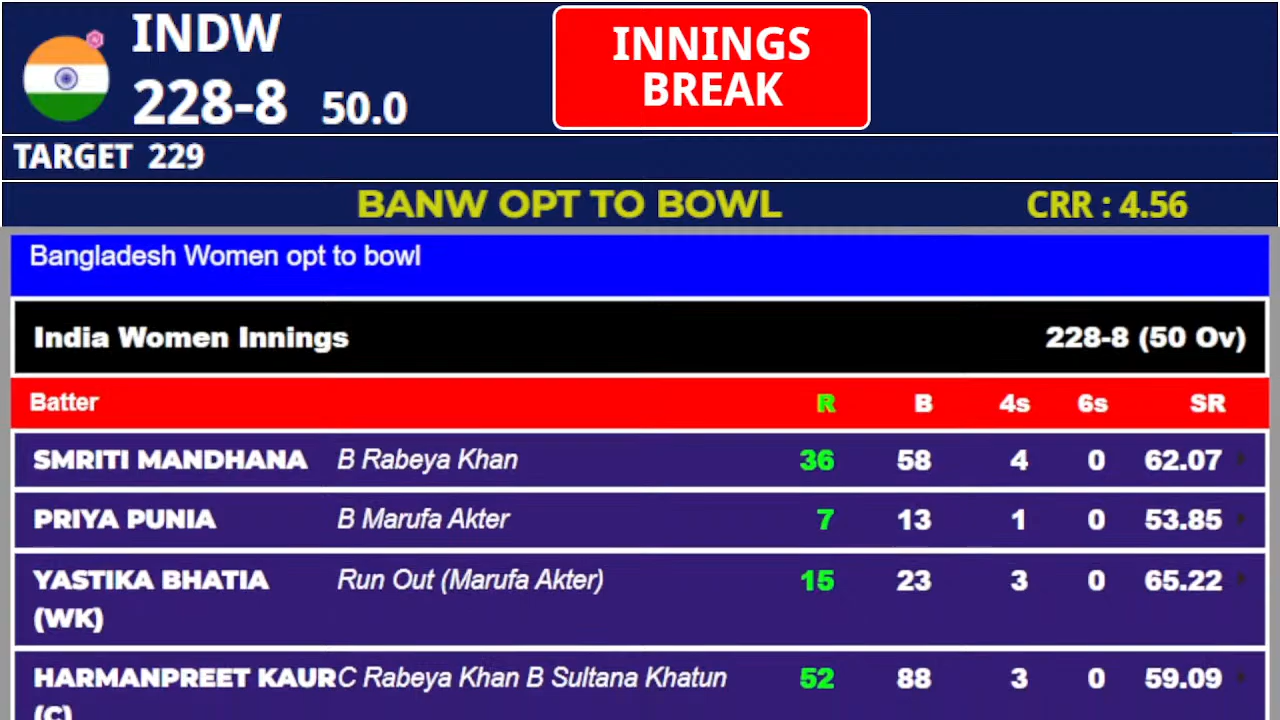 INDW
228-8 50.0
INNINGS
BREAK
TARGET 229
BANW OPT TO BOWL CRR : 4.56
Bangladesh Women opt to bowl
India Women Innings 228-8 (50 Ov)
Batter R B 4s 6s SR
SMRITI MANDHANA B Rabeya Khan 36 58 4 0 62.07
PRIYA PUNIA B Marufa Akter 7 13 1 0 53.85
YASTIKA BHATIA Run Out (Marufa Akter) 15 23 3 0 65.22
(WK)
HARMANPREET KAUR C Rabeya Khan B Sultana Khatun 52 88 3 0 59.09
(C)